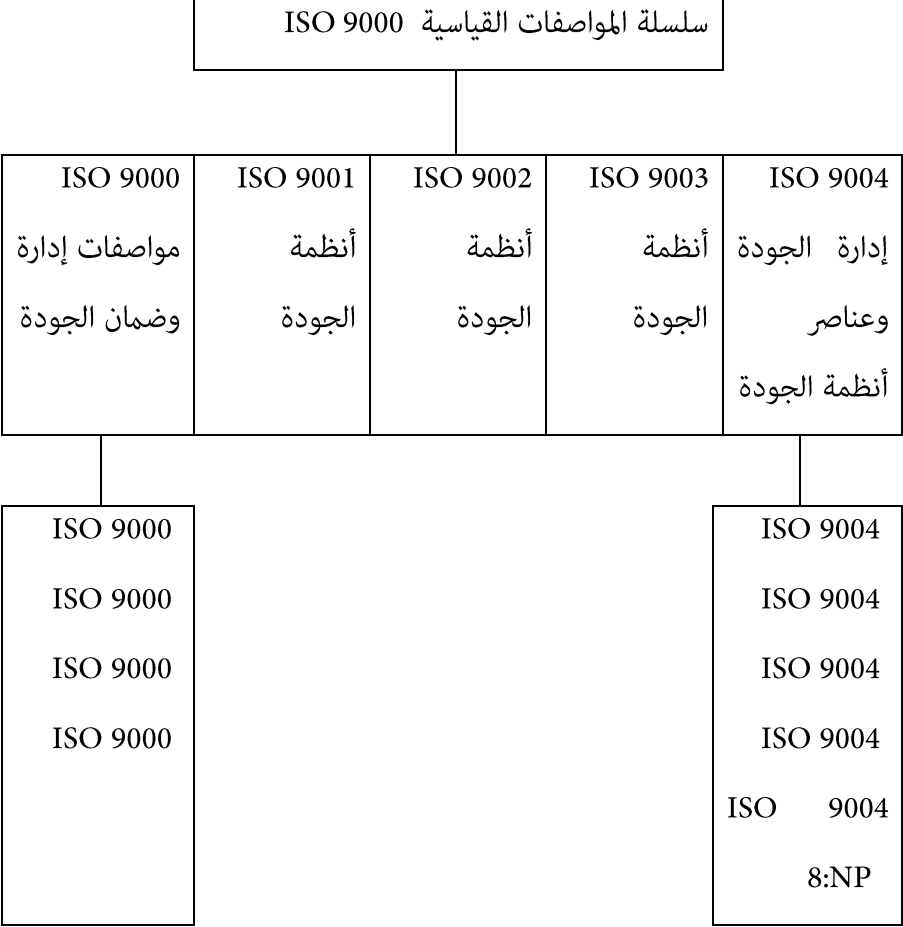 سلسلة المواصفات القياسية ISO 9000
ISO 9004
إدارة الجودة
وعناصر
أنظمة الجودة
ISO 9003
أنظمة
الجودة
ISO 9002
أنظمة
الجودة
ISO 9001
أنظمة
الجودة
ISO 9000
مواصفات إدارة
وضمان الجودة
ISO 9004
ISO 9004
ISO 9004
ISO 9004
ISO 9004
8:NP
ISO 9000
ISO 9000
ISO 9000
ISO 9000